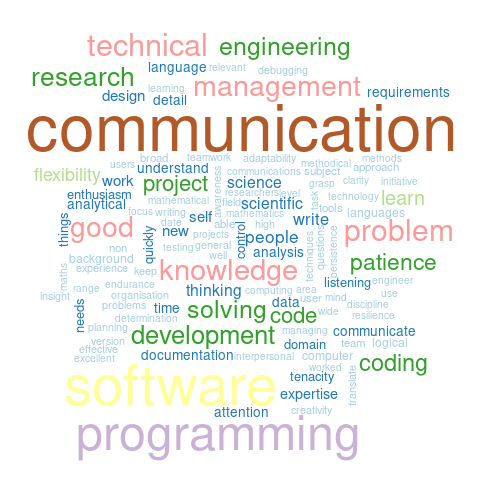 technical engineering
language relevant debugging
research learning management
design detail requirements
communication
users broad teamwork adaptability methodical methods
flexibility understand communications subject approach
work project awareness science grasp clarity initiative
enthusiasm researchers level
analytical mathematical field scientific task technology learn
focus writing self mathematics write tools languages
things good date able control people high questions persistence problem
new projects
quickly testing general analysis techniques
non well
background knowledge listening patience
maths experience keep
range endurance thinking computing area engineer
insight organisation data user mind use
needs problems time solving code wide discipline
determination resilience
planning development managing communicate
version domain team logical
effective documentation interpersonal computer
excellent worked coding
software tenacity translate
expertise
attention creativity
programming